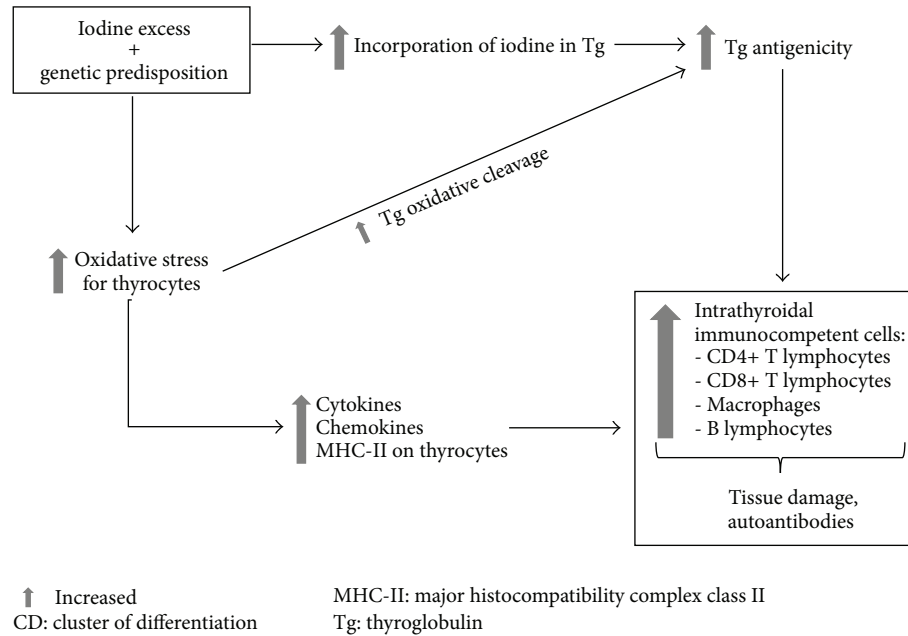 Iodine excess
+
genetic predisposition
Incorporation of iodine in Tg
Tg antigenicity
Tg oxidative cleavage
Oxidative stress
for thyrocytes
Cytokines
Chemokines
MHC-II on thyrocytes
Intrathyroidal
immunocompetent cells:
- CD4+ T lymphocytes
- CD8+ T lymphocytes
- Macrophages
- B lymphocytes
Tissue damage,
autoantibodies
Increased
CD: cluster of differentiation
MHC-II: major histocompatibility complex class II
Tg: thyroglobulin